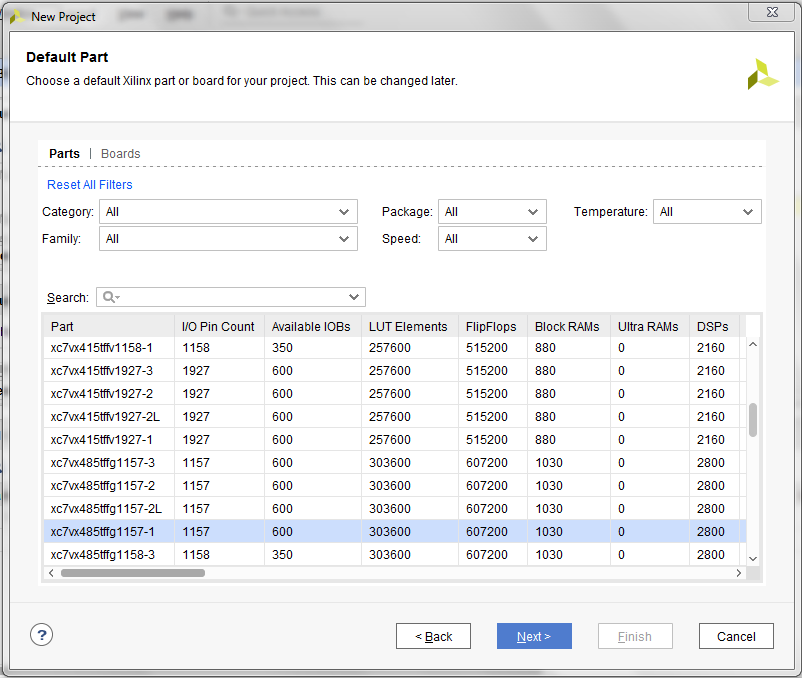 New Project
Default Part
Choose a default Xilinx part or board for your project. This can be changed later.
Parts | Boards
Reset All Filters
Category: All Package: All Temperature: All
Family: All Speed: All
Search:
Part I/O Pin Count Available IOBs LUT Elements FlipFlops Block RAMs Ultra RAMs DSPs
xc7vx415tffv1158-1 1158 350 257600 515200 880 0 2160
xc7vx415tffv1927-3 1927 600 257600 515200 880 0 2160
xc7vx415tffv1927-2 1927 600 257600 515200 880 0 2160
xc7vx415tffv1927-2L 1927 600 257600 515200 880 0 2160
xc7vx415tffv1927-1 1927 600 257600 515200 880 0 2160
xc7vx485tffg1157-3 1157 600 303600 607200 1030 0 2800
xc7vx485tffg1157-2 1157 600 303600 607200 1030 0 2800
xc7vx485tffg1157-2L 1157 600 303600 607200 1030 0 2800
xc7vx485tffg1157-1 1157 600 303600 607200 1030 0 2800
xc7vx485tffg1158-3 1158 350 303600 607200 1030 0 2800
? < Back Next > Finish Cancel